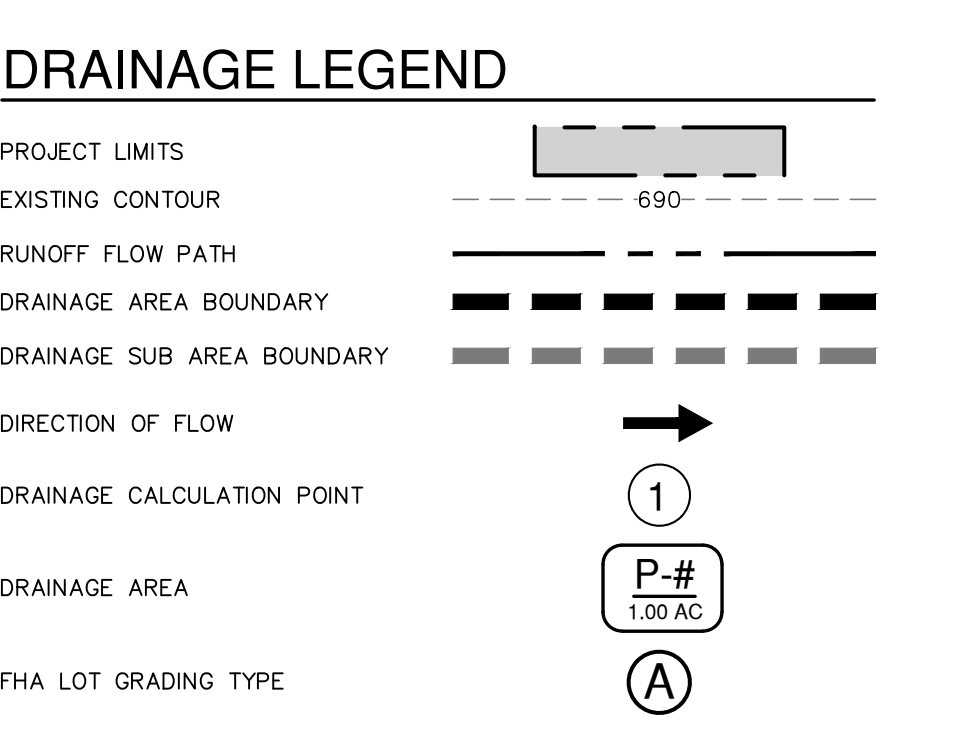 DRAINAGE LEGEND
PROJECT LIMITS
EXISTING CONTOUR 690
RUNOFF FLOW PATH
DRAINAGE AREA BOUNDARY
DRAINAGE SUB AREA BOUNDARY
DIRECTION OF FLOW
DRAINAGE CALCULATION POINT 1
DRAINAGE AREA
P-#
1.00 AC
FHA LOT GRADING TYPE A